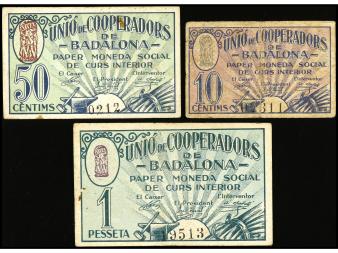 UNIÓ DE COOPERADORS
DE
BADALONA
PAPER MONEDA SOCIAL
DE CURS INTERIOR
El Caixer El President L'Interventor
50
CÈNTIMS
0212
UNIÓ DE COOPERADORS
DE
BADALONA
PAPER MONEDA SOCIAL
DE CURS INTERIOR
El Caixer El President L'Interventor
10
CÈNTIMS
311
UNIÓ DE COOPERADORS
DE
BADALONA
PAPER MONEDA SOCIAL
DE CURS INTERIOR
El Caixer El President L'Interventor
1
PESSETA
9513